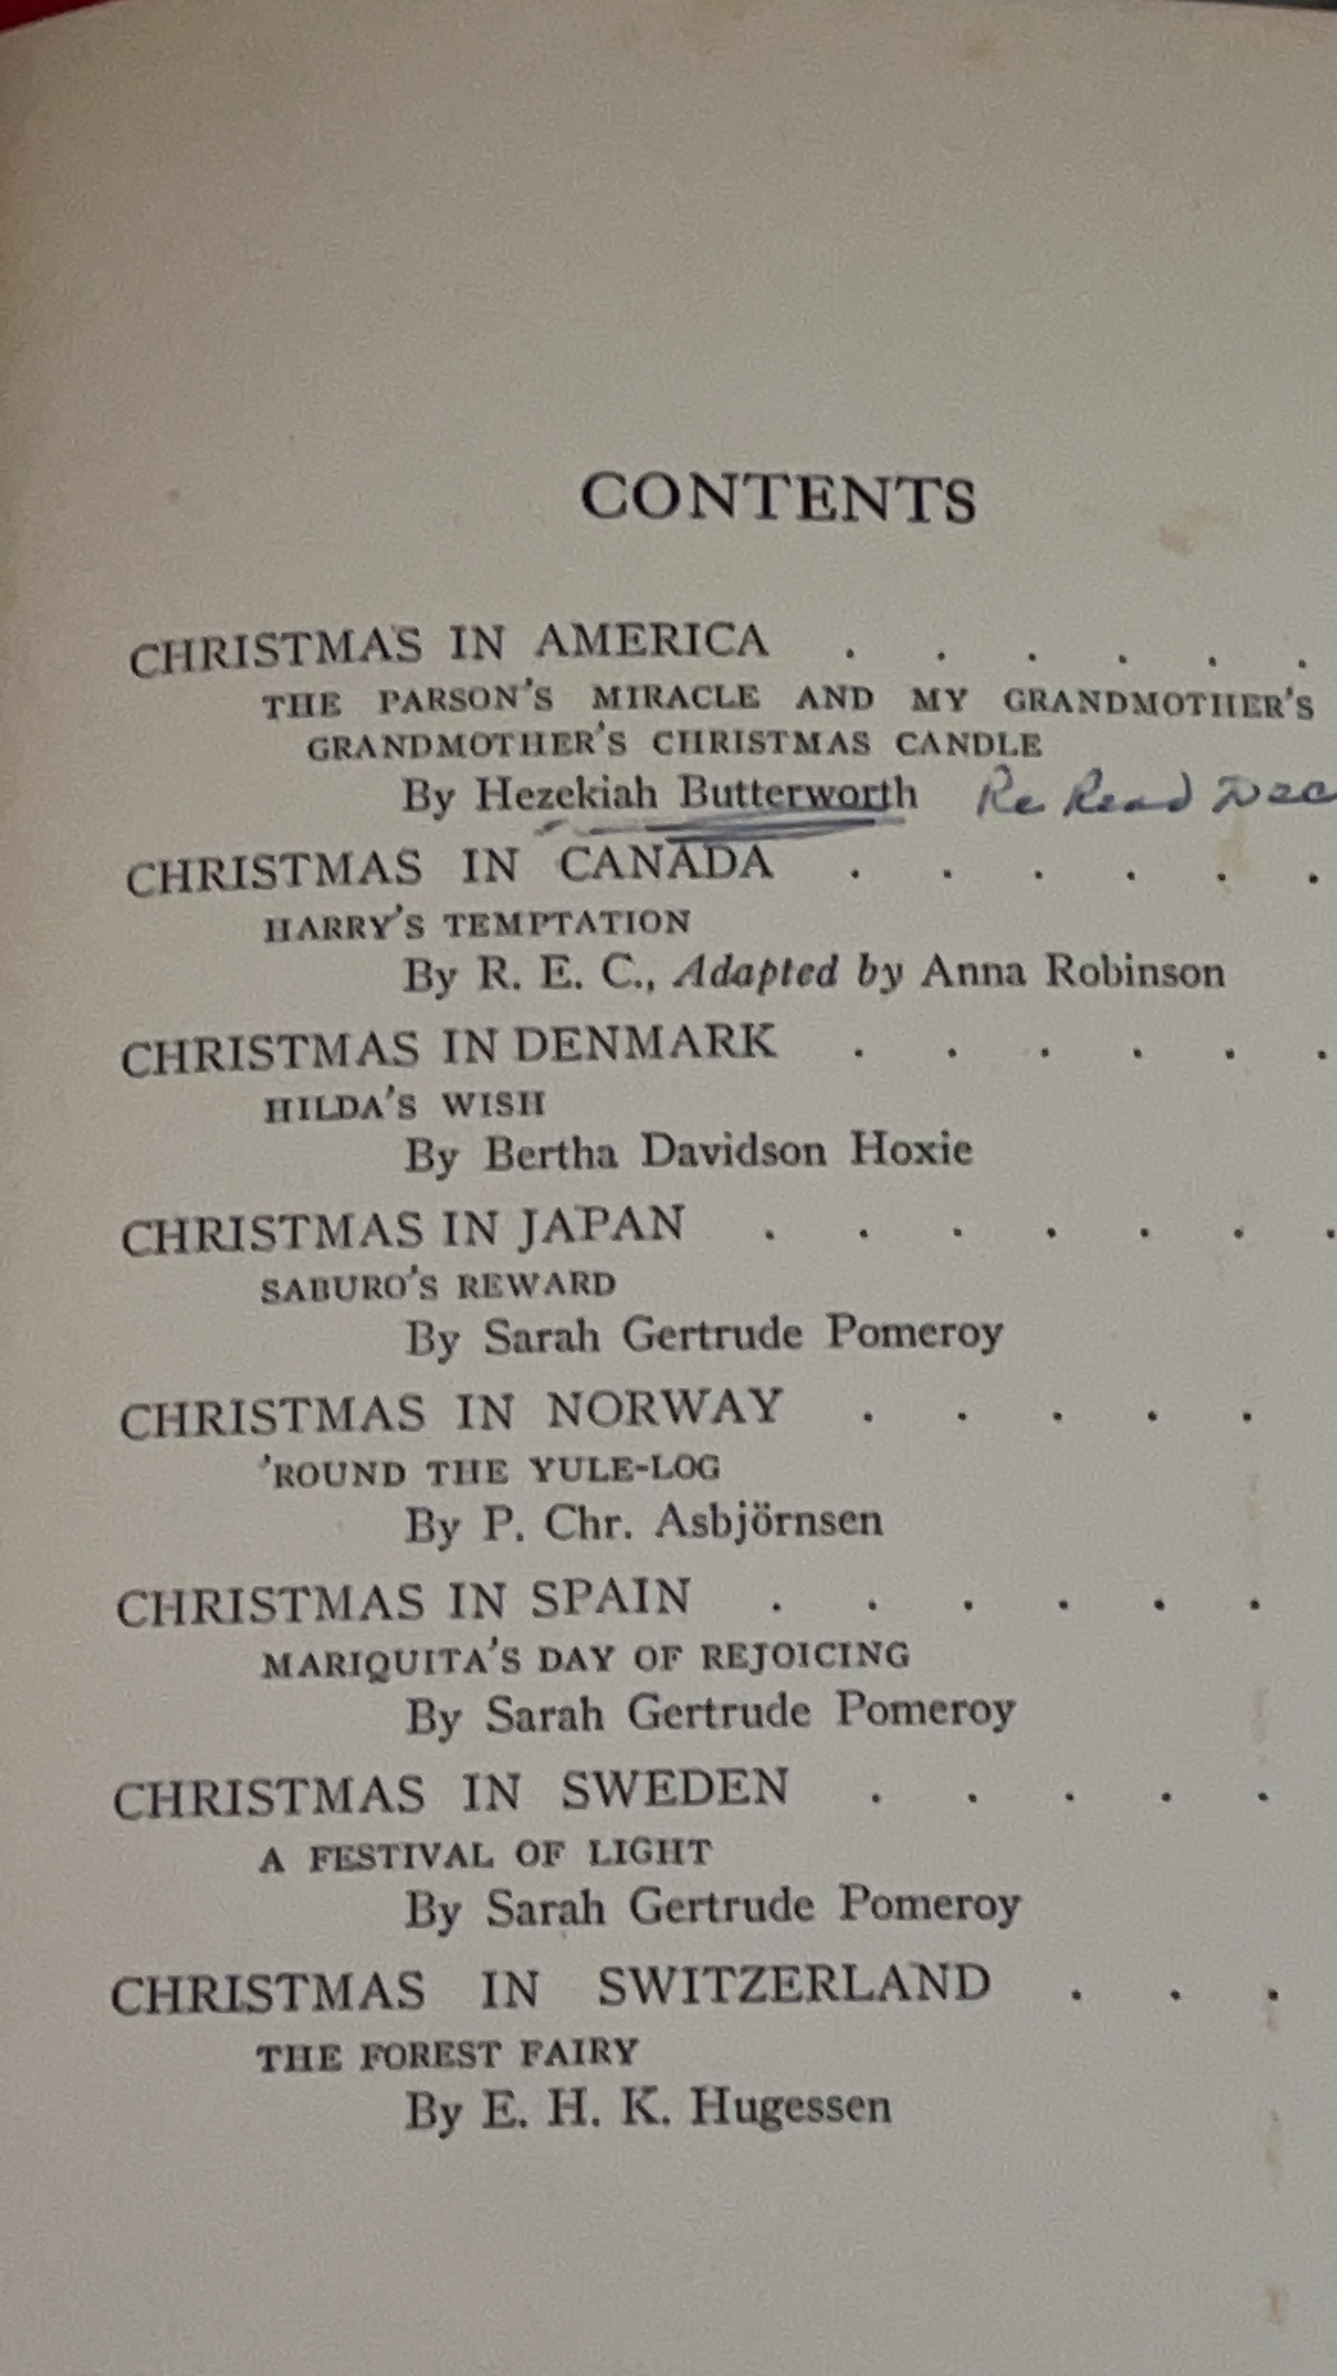 CONTENTS
CHRISTMAS IN AMERICA . . . . . .
THE PARSON'S MIRACLE AND MY GRANDMOTHER'S
GRANDMOTHER'S CHRISTMAS CANDLE
By Hezekiah Butterworth Re Read Dec
CHRISTMAS IN CANADA . . . . . .
HARRY'S TEMPTATION
By R. E. C., Adapted by Anna Robinson
CHRISTMAS IN DENMARK . . . . . .
HILDA'S WISH
By Bertha Davidson Hoxie
CHRISTMAS IN JAPAN . . . . . . .
SABURO'S REWARD
By Sarah Gertrude Pomeroy
CHRISTMAS IN NORWAY . . . . .
'ROUND THE YULE-LOG
By P. Chr. Asbjörnsen
CHRISTMAS IN SPAIN . . . . . .
MARIQUITA'S DAY OF REJOICING
By Sarah Gertrude Pomeroy
CHRISTMAS IN SWEDEN . . . . .
A FESTIVAL OF LIGHT
By Sarah Gertrude Pomeroy
CHRISTMAS IN SWITZERLAND . . .
THE FOREST FAIRY
By E. H. K. Hugessen